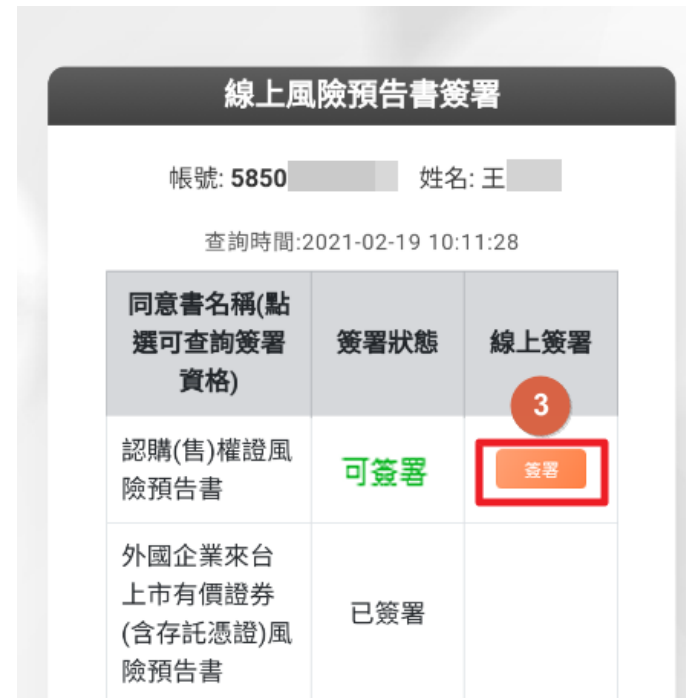 線上風險預告書簽署
帳號: 5850 姓名: 王
查詢時間:2021-02-19 10:11:28
同意書名稱(點
選可查詢簽署
資格)
簽署狀態
線上簽署
3
認購(售)權證風
險預告書
可簽署
簽署
外國企業來台
上市有價證券
(含存託憑證)風
險預告書
已簽署